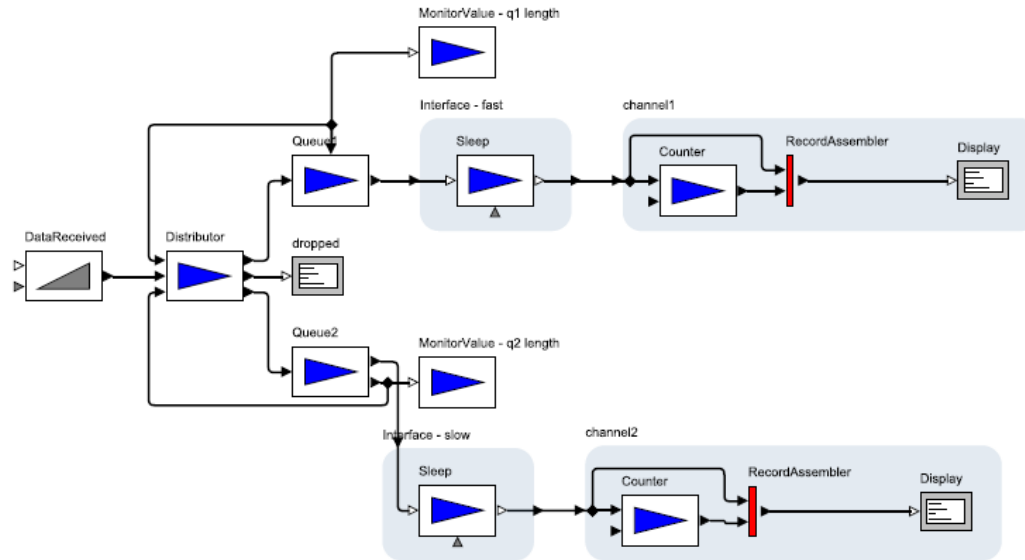 MonitorValue - q1 length
Interface - fast
channel1
Queue1
Sleep
Counter
RecordAssembler
Display
DataReceived
Distributor
dropped
Queue2
MonitorValue - q2 length
Interface - slow
channel2
Sleep
Counter
RecordAssembler
Display